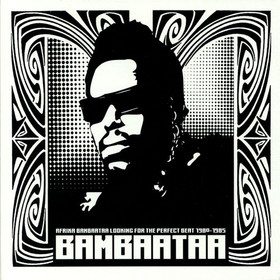 AFRIKA BAMBAATAA LOOKING FOR THE PERFECT BEAT 1980-1985
BAMBAATAA